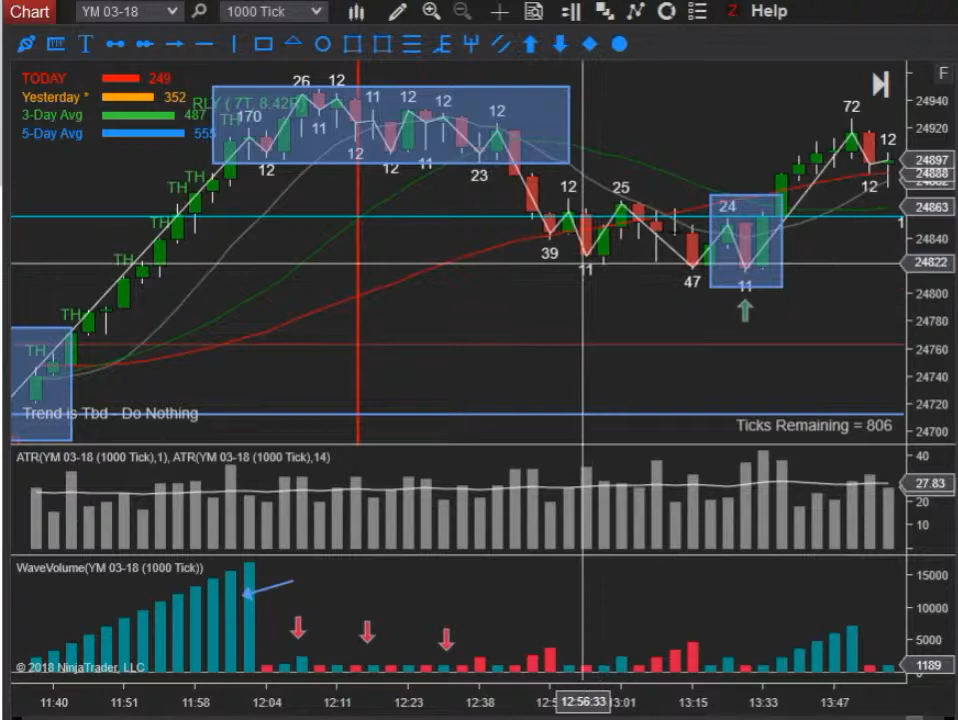 Chart YM 03-18 1000 Tick Z Help
TODAY 249
Yesterday * 352
3-Day Avg 487
5-Day Avg 555
RLY ( 7T, 8.42
F
26 12
11 12 12 12
170
TH
11
12 12 12 11 23
TH
TH
TH
TH
TH
TH
12 25
39 11 47
24
11
72
12
12
24940
24920
24897
24888
24863
24840
24822
24800
24780
24760
24740
24720
24700
Trend is Tbd - Do Nothing
Ticks Remaining = 806
ATR(YM 03-18 (1000 Tick),1), ATR(YM 03-18 (1000 Tick),14)
40
27.83
20
10
WaveVolume(YM 03-18 (1000 Tick))
15000
10000
5000
1189
© 2018 NinjaTrader, LLC
11:40 11:51 11:58 12:04 12:11 12:23 12:38 12:56:33 13:01 13:15 13:33 13:47